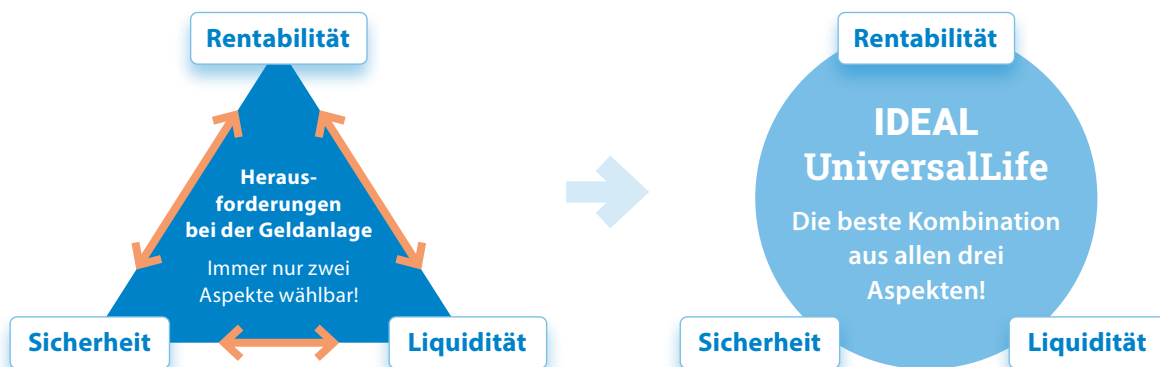 Rentabilität
Heraus-
forderungen
bei der Geldanlage
Immer nur zwei
Aspekte wählbar!
Sicherheit
Liquidität
Rentabilität
IDEAL
UniversalLife
Die beste Kombination
aus allen drei
Aspekten!
Sicherheit
Liquidität